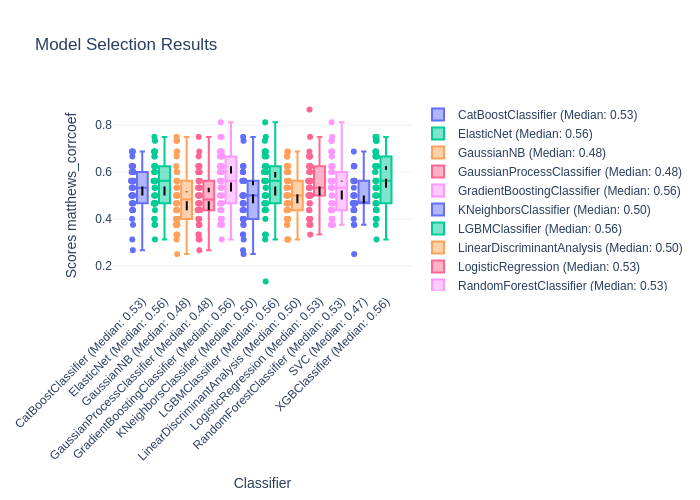 Model Selection Results
Scores matthews_corrcoef
0.8
0.6
0.4
0.2
CatBoostClassifier (Median: 0.53)
ElasticNet (Median: 0.56)
GaussianNB (Median: 0.48)
GaussianProcessClassifier (Median: 0.48)
GradientBoostingClassifier (Median: 0.56)
KNeighborsClassifier (Median: 0.50)
LGBMClassifier (Median: 0.56)
LinearDiscriminantAnalysis (Median: 0.50)
LogisticRegression (Median: 0.53)
RandomForestClassifier (Median: 0.53)
SVC (Median: 0.47)
XGBClassifier (Median: 0.56)
Classifier
CatBoostClassifier (Median: 0.53)
ElasticNet (Median: 0.56)
GaussianNB (Median: 0.48)
GaussianProcessClassifier (Median: 0.48)
GradientBoostingClassifier (Median: 0.56)
KNeighborsClassifier (Median: 0.50)
LGBMClassifier (Median: 0.56)
LinearDiscriminantAnalysis (Median: 0.50)
LogisticRegression (Median: 0.53)
RandomForestClassifier (Median: 0.53)